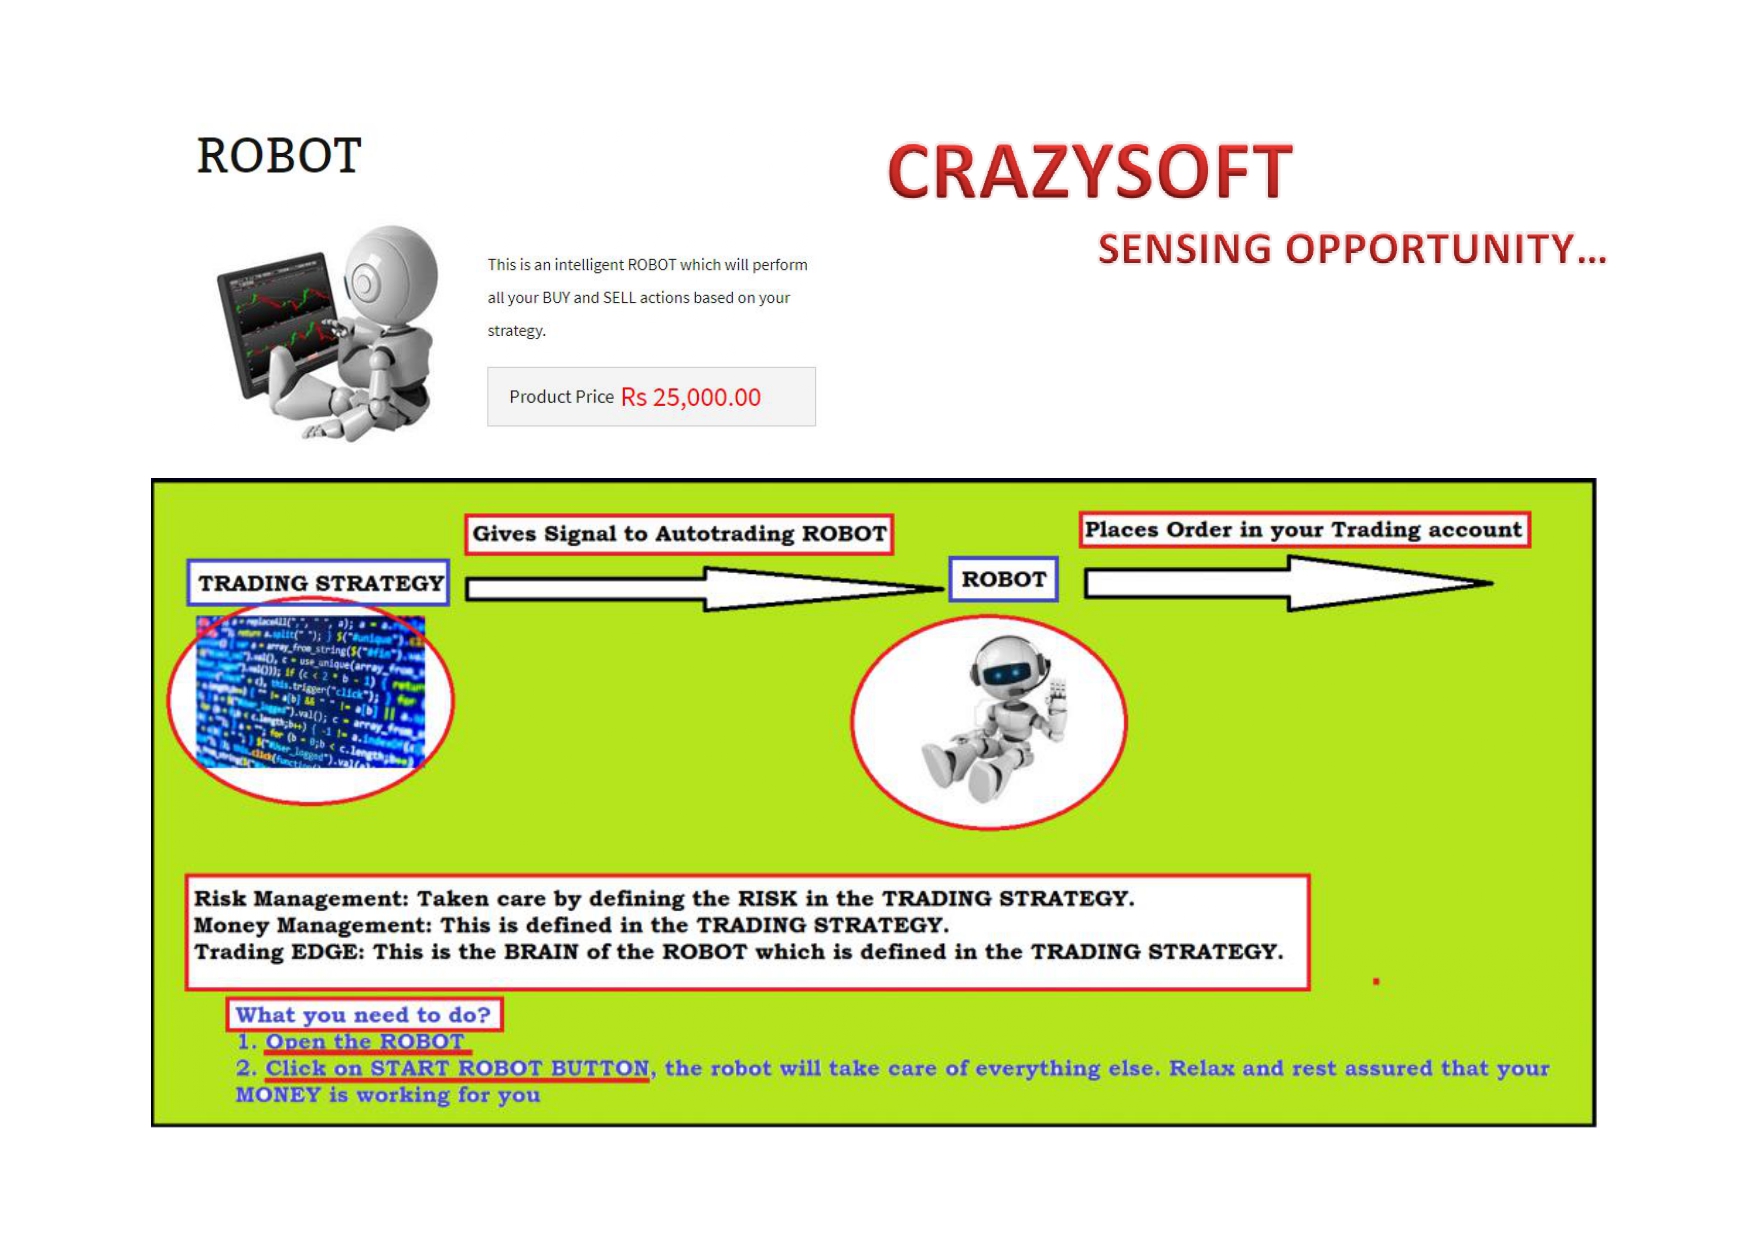 ROBOT
CRAZYSOFT
SENSING OPPORTUNITY...
This is an intelligent ROBOT which will perform
all your BUY and SELL actions based on your
strategy.
Product Price Rs 25,000.00
Gives Signal to Autotrading ROBOT
Places Order in your Trading account
TRADING STRATEGY
ROBOT
Risk Management: Taken care by defining the RISK in the TRADING STRATEGY.
Money Management: This is defined in the TRADING STRATEGY.
Trading EDGE: This is the BRAIN of the ROBOT which is defined in the TRADING STRATEGY.
What you need to do?
1. Open the ROBOT
2. Click on START ROBOT BUTTON, the robot will take care of everything else. Relax and rest assured that your
MONEY is working for you